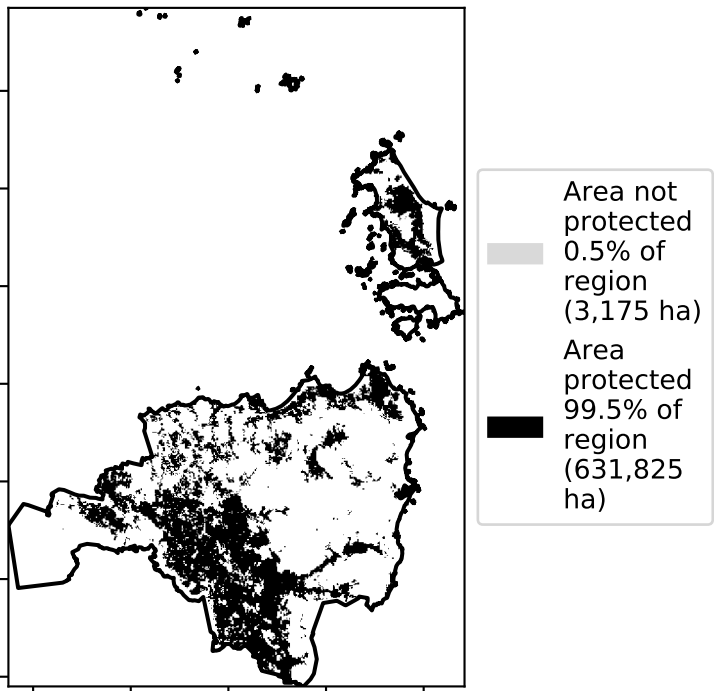 Area not
protected
0.5% of
region
(3,175 ha)
Area
protected
99.5% of
region
(631,825
ha)